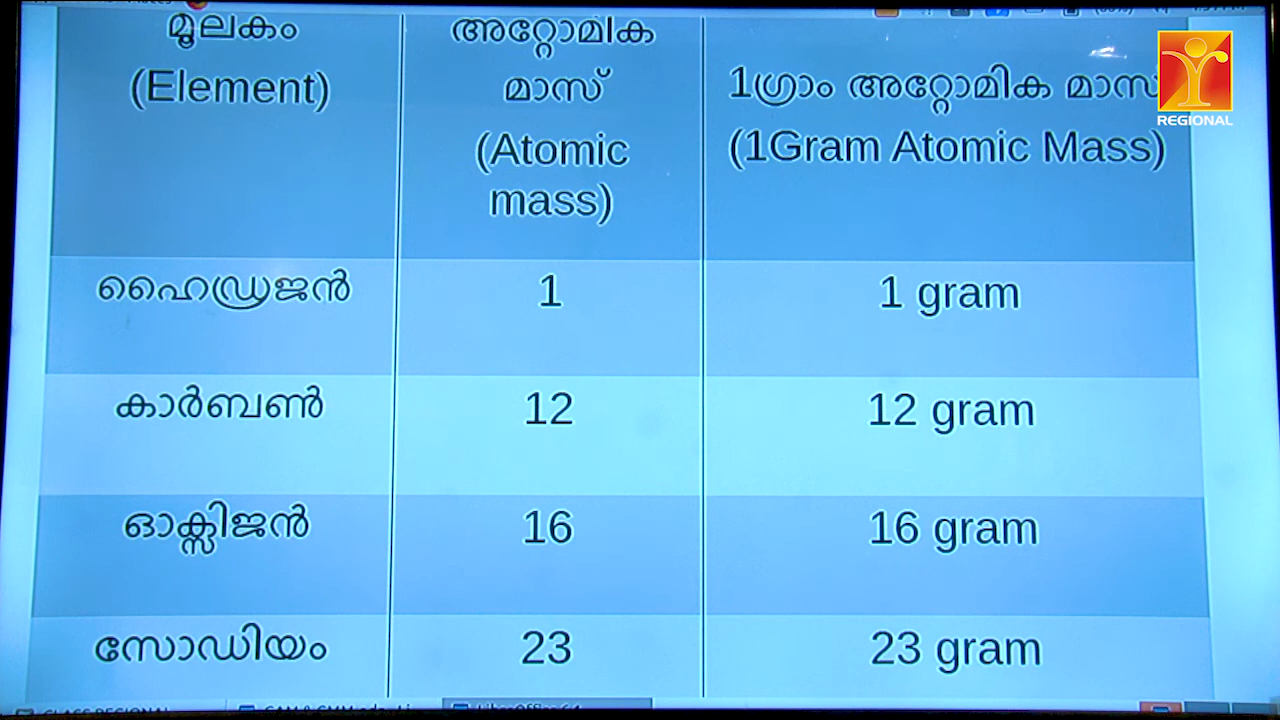 മൂലകം
(Element)
അറ്റോമിക
മാസ്
(Atomic
mass)
1ഗ്രാം അറ്റോമിക മാസ്
(1Gram Atomic Mass)
REGIONAL
ഹൈഡ്രജൻ
1
1 gram
കാർബൺ
12
12 gram
ഓക്സിജൻ
16
16 gram
സോഡിയം
23
23 gram